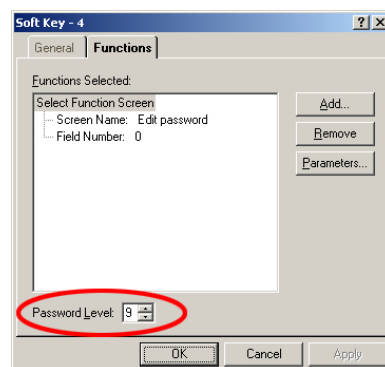 Soft Key - 4
General Functions
Functions Selected:
Select Function Screen
Screen Name: Edit password
Field Number: 0
Add...
Remove
Parameters...
Password Level: 9
OK Cancel Apply